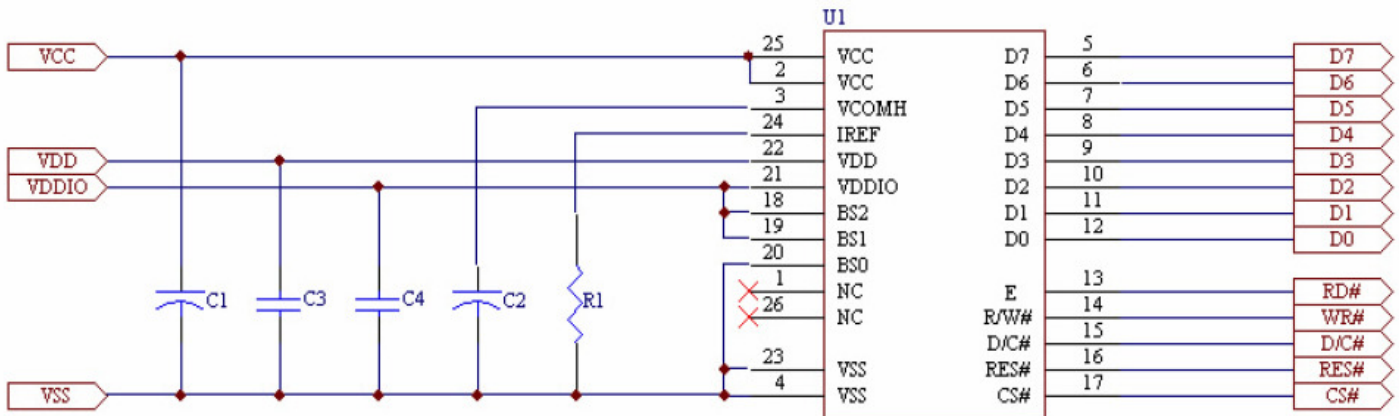 U1
VCC 25 VCC D7 5 D7
2 VCC D6 6 D6
3 VCOMH D5 7 D5
24 IREF D4 8 D4
VDD 22 VDD D3 9 D3
VDDIO 21 VDDIO D2 10 D2
18 BS2 D1 11 D1
19 BS1 D0 12 D0
20 BS0
1 NC E 13 RD#
C1 C3 C4 C2 R1
26 NC R/W# 14 WR#
D/C# 15 D/C#
23 VSS RES# 16 RES#
VSS 4 VSS CS# 17 CS#